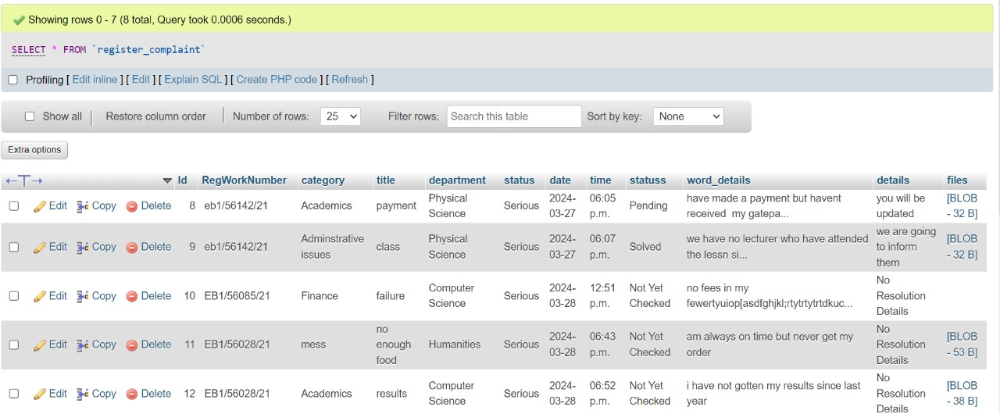 Showing rows 0 - 7 (8 total, Query took 0.0006 seconds.)
SELECT * FROM `register_complaint`
Profiling [ Edit inline ] [ Edit ] [ Explain SQL ] [ Create PHP code ] [ Refresh ]
Show all Restore column order Number of rows: 25 Filter rows: Search this table Sort by key: None
Extra options
←T→ Id RegWorkNumber category title department status date time statuss word_details details files
Edit Copy Delete 8 eb1/56142/21 Academics payment Physical Science Serious 2024-03-27 06:05 p.m. Pending have made a payment but havent received my gatepa... you will be updated [BLOB - 32 B]
Edit Copy Delete 9 eb1/56142/21 Adminstrative issues class Physical Science Serious 2024-03-27 06:07 p.m. Solved we have no lecturer who have attended the lessn si... we are going to inform them [BLOB - 32 B]
Edit Copy Delete 10 EB1/56085/21 Finance failure Computer Science Serious 2024-03-28 12:51 p.m. Not Yet Checked no fees in my fewertyuiop[asdfghjkl;rtytrtytrtdkuc... No Resolution Details
Edit Copy Delete 11 EB1/56028/21 mess no enough food Humanities Serious 2024-03-28 06:43 p.m. Not Yet Checked am always on time but never get my order No Resolution Details [BLOB - 53 B]
Edit Copy Delete 12 EB1/56028/21 Academics results Computer Science Serious 2024-03-28 06:52 p.m. Not Yet Checked i have not gotten my results since last year No Resolution Details [BLOB - 38 B]